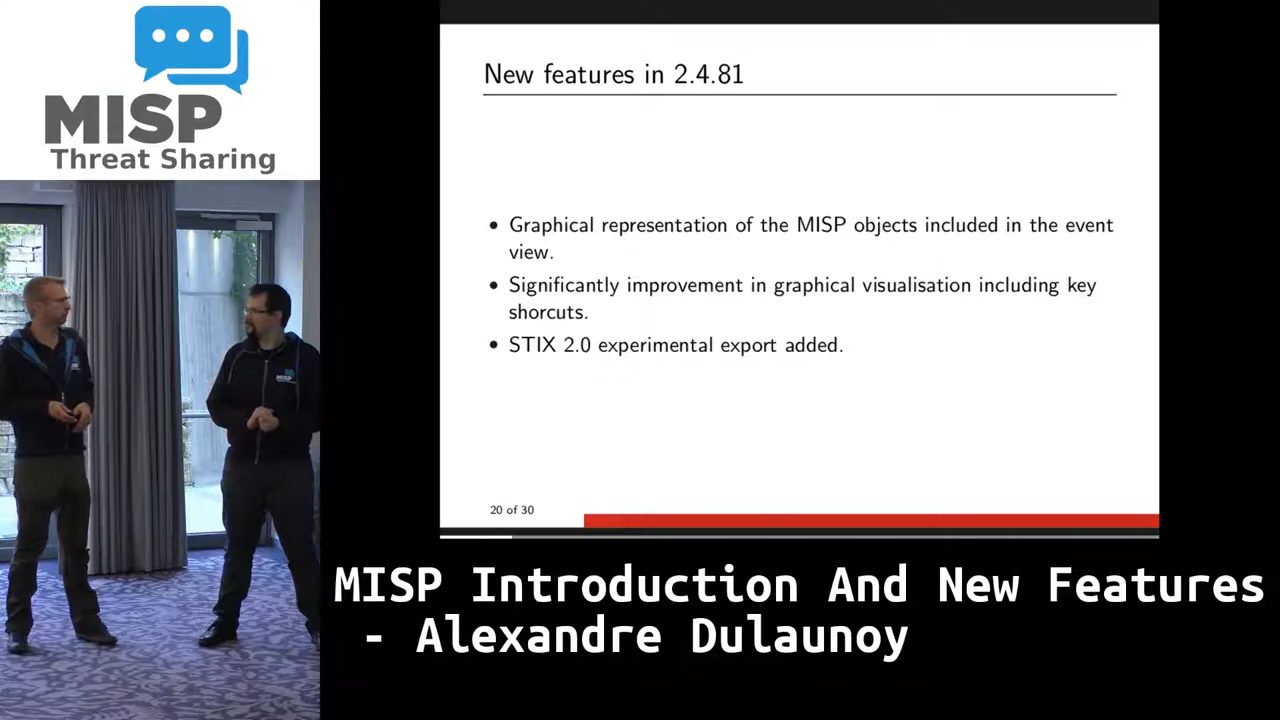 MISP
Threat Sharing
New features in 2.4.81
• Graphical representation of the MISP objects included in the event
view.
• Significantly improvement in graphical visualisation including key
shorcuts.
• STIX 2.0 experimental export added.
20 of 30
MISP Introduction And New Features
- Alexandre Dulaunoy
MISP